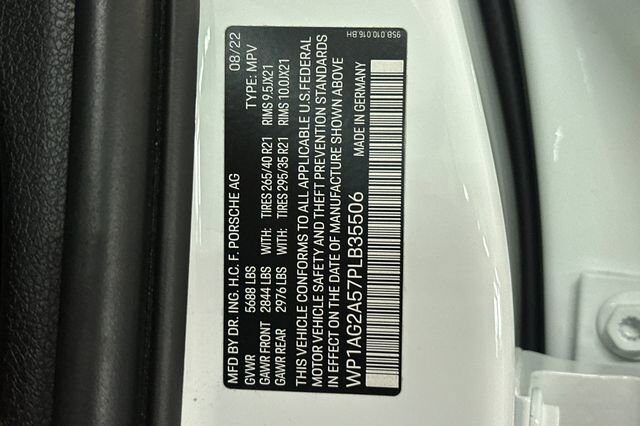 MFD BY DR. ING. H.C. F. PORSCHE AG 08/22
GVWR 5688 LBS TYPE: MPV
GAWR FRONT 2844 LBS WITH: TIRES 265/40 R21 RIMS 9.5JX21
GAWR REAR 2976 LBS WITH: TIRES 295/35 R21 RIMS 10.0JX21
THIS VEHICLE CONFORMS TO ALL APPLICABLE U.S.FEDERAL
MOTOR VEHICLE SAFETY AND THEFT PREVENTION STANDARDS
IN EFFECT ON THE DATE OF MANUFACTURE SHOWN ABOVE
WP1AG2A57PLB35506 MADE IN GERMANY
95B.010.016.BH